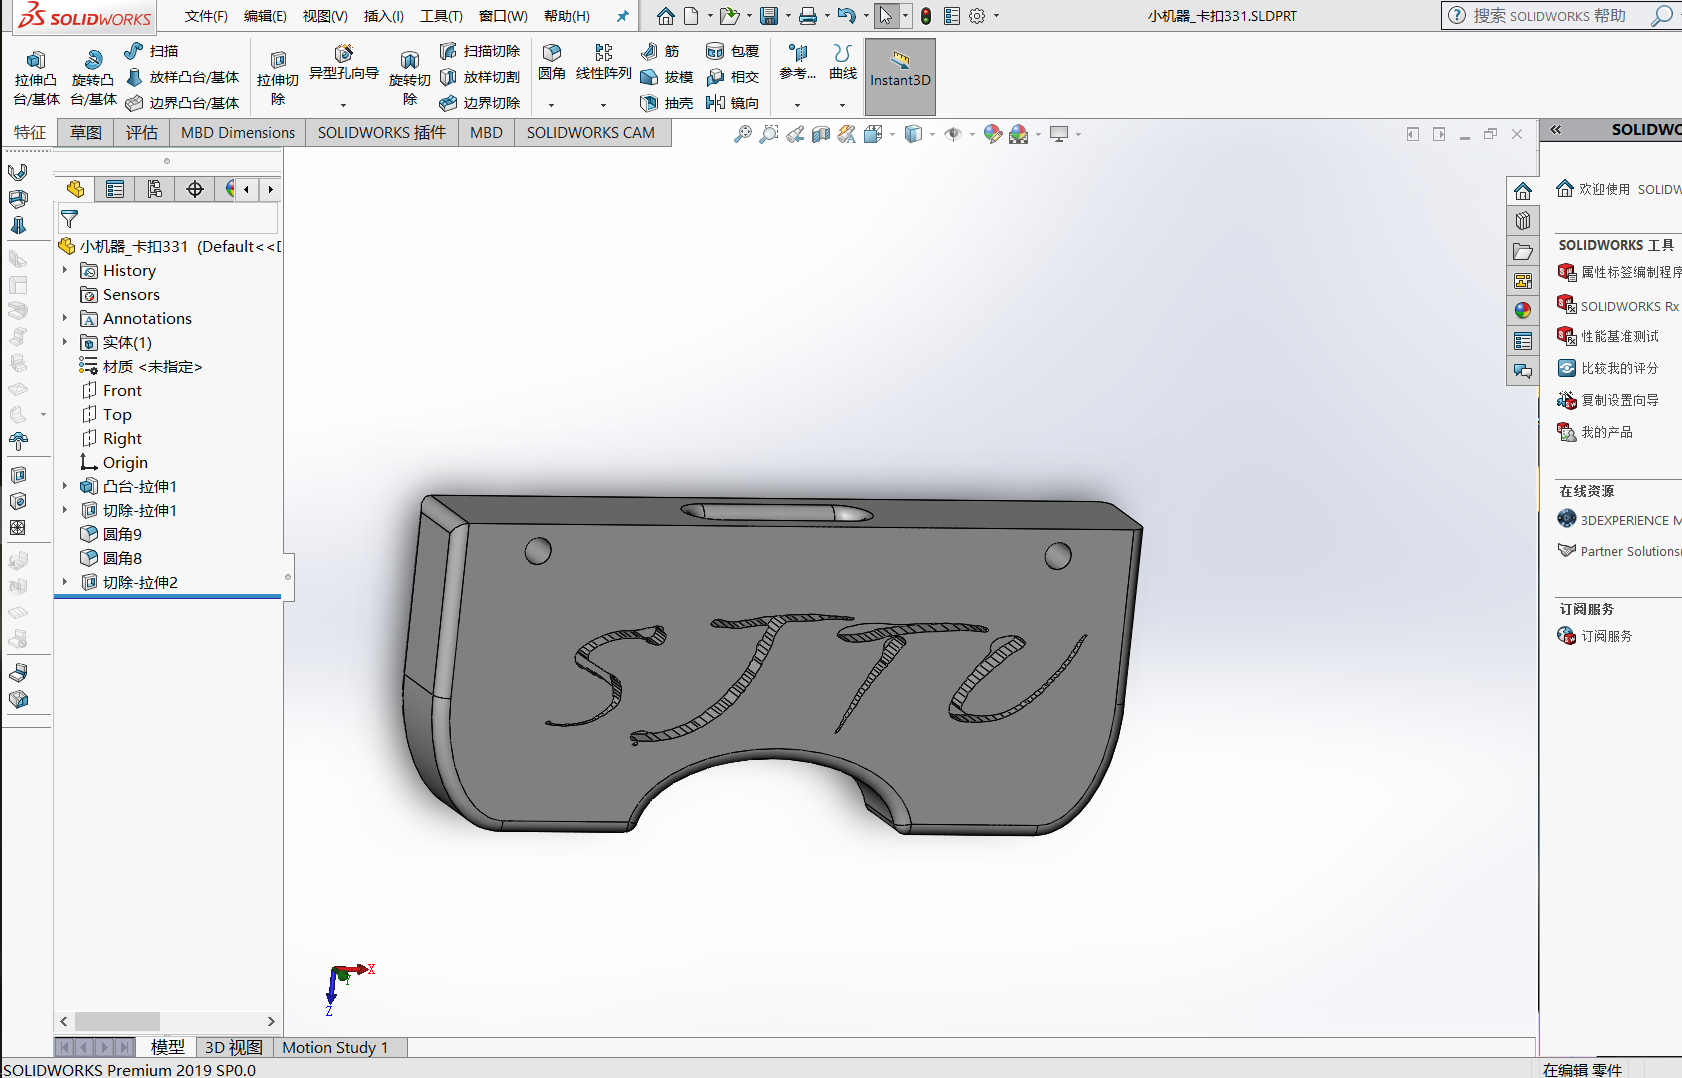 SOLIDWORKS 文件(F) 编辑(E) 视图(V) 插入(I) 工具(T) 窗口(W) 帮助(H) 小机器_卡扣331.SLDPRT 搜索 SOLIDWORKS 帮助
拉伸凸台/基体 旋转凸台/基体 扫描 放样凸台/基体 边界凸台/基体 拉伸切除 异型孔向导 旋转切除 扫描切除 放样切割 边界切除 圆角 线性阵列 筋 拔模 抽壳 包覆 相交 镜向 参考... 曲线 Instant3D
特征 草图 评估 MBD Dimensions SOLIDWORKS 插件 MBD SOLIDWORKS CAM
小机器_卡扣331 (Default<<D
History
Sensors
Annotations
实体(1)
材质 <未指定>
Front
Top
Right
Origin
凸台-拉伸1
切除-拉伸1
圆角9
圆角8
切除-拉伸2
SJTU
X
Y
Z
SOLIDWO
欢迎使用 SOLIDW
SOLIDWORKS 工具
属性标签编制程序
SOLIDWORKS Rx
性能基准测试
比较我的评分
复制设置向导
我的产品
在线资源
3DEXPERIENCE M
Partner Solutions
订阅服务
订阅服务
模型 3D 视图 Motion Study 1
SOLIDWORKS Premium 2019 SP0.0 在编辑 零件